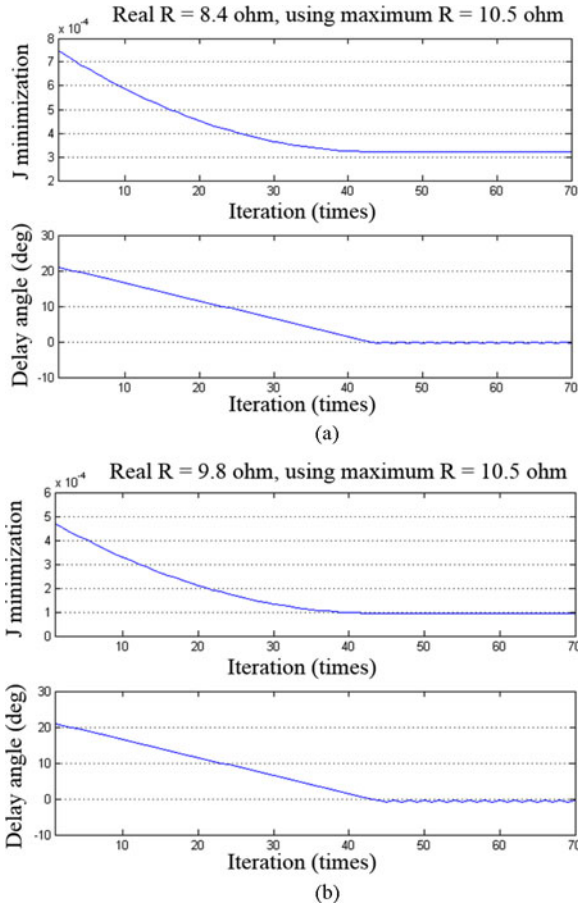 Real R = 8.4 ohm, using maximum R = 10.5 ohm
x 10⁻⁴
8
7
6
5
4
3
2
J minimization
10 20 30 40 50 60 70
Iteration (times)
30
20
10
0
-10
Delay angle (deg)
10 20 30 40 50 60 70
Iteration (times)
(a)
Real R = 9.8 ohm, using maximum R = 10.5 ohm
x 10⁻⁴
6
5
4
3
2
1
0
J minimization
10 20 30 40 50 60 70
Iteration (times)
30
20
10
0
-10
Delay angle (deg)
10 20 30 40 50 60 70
Iteration (times)
(b)